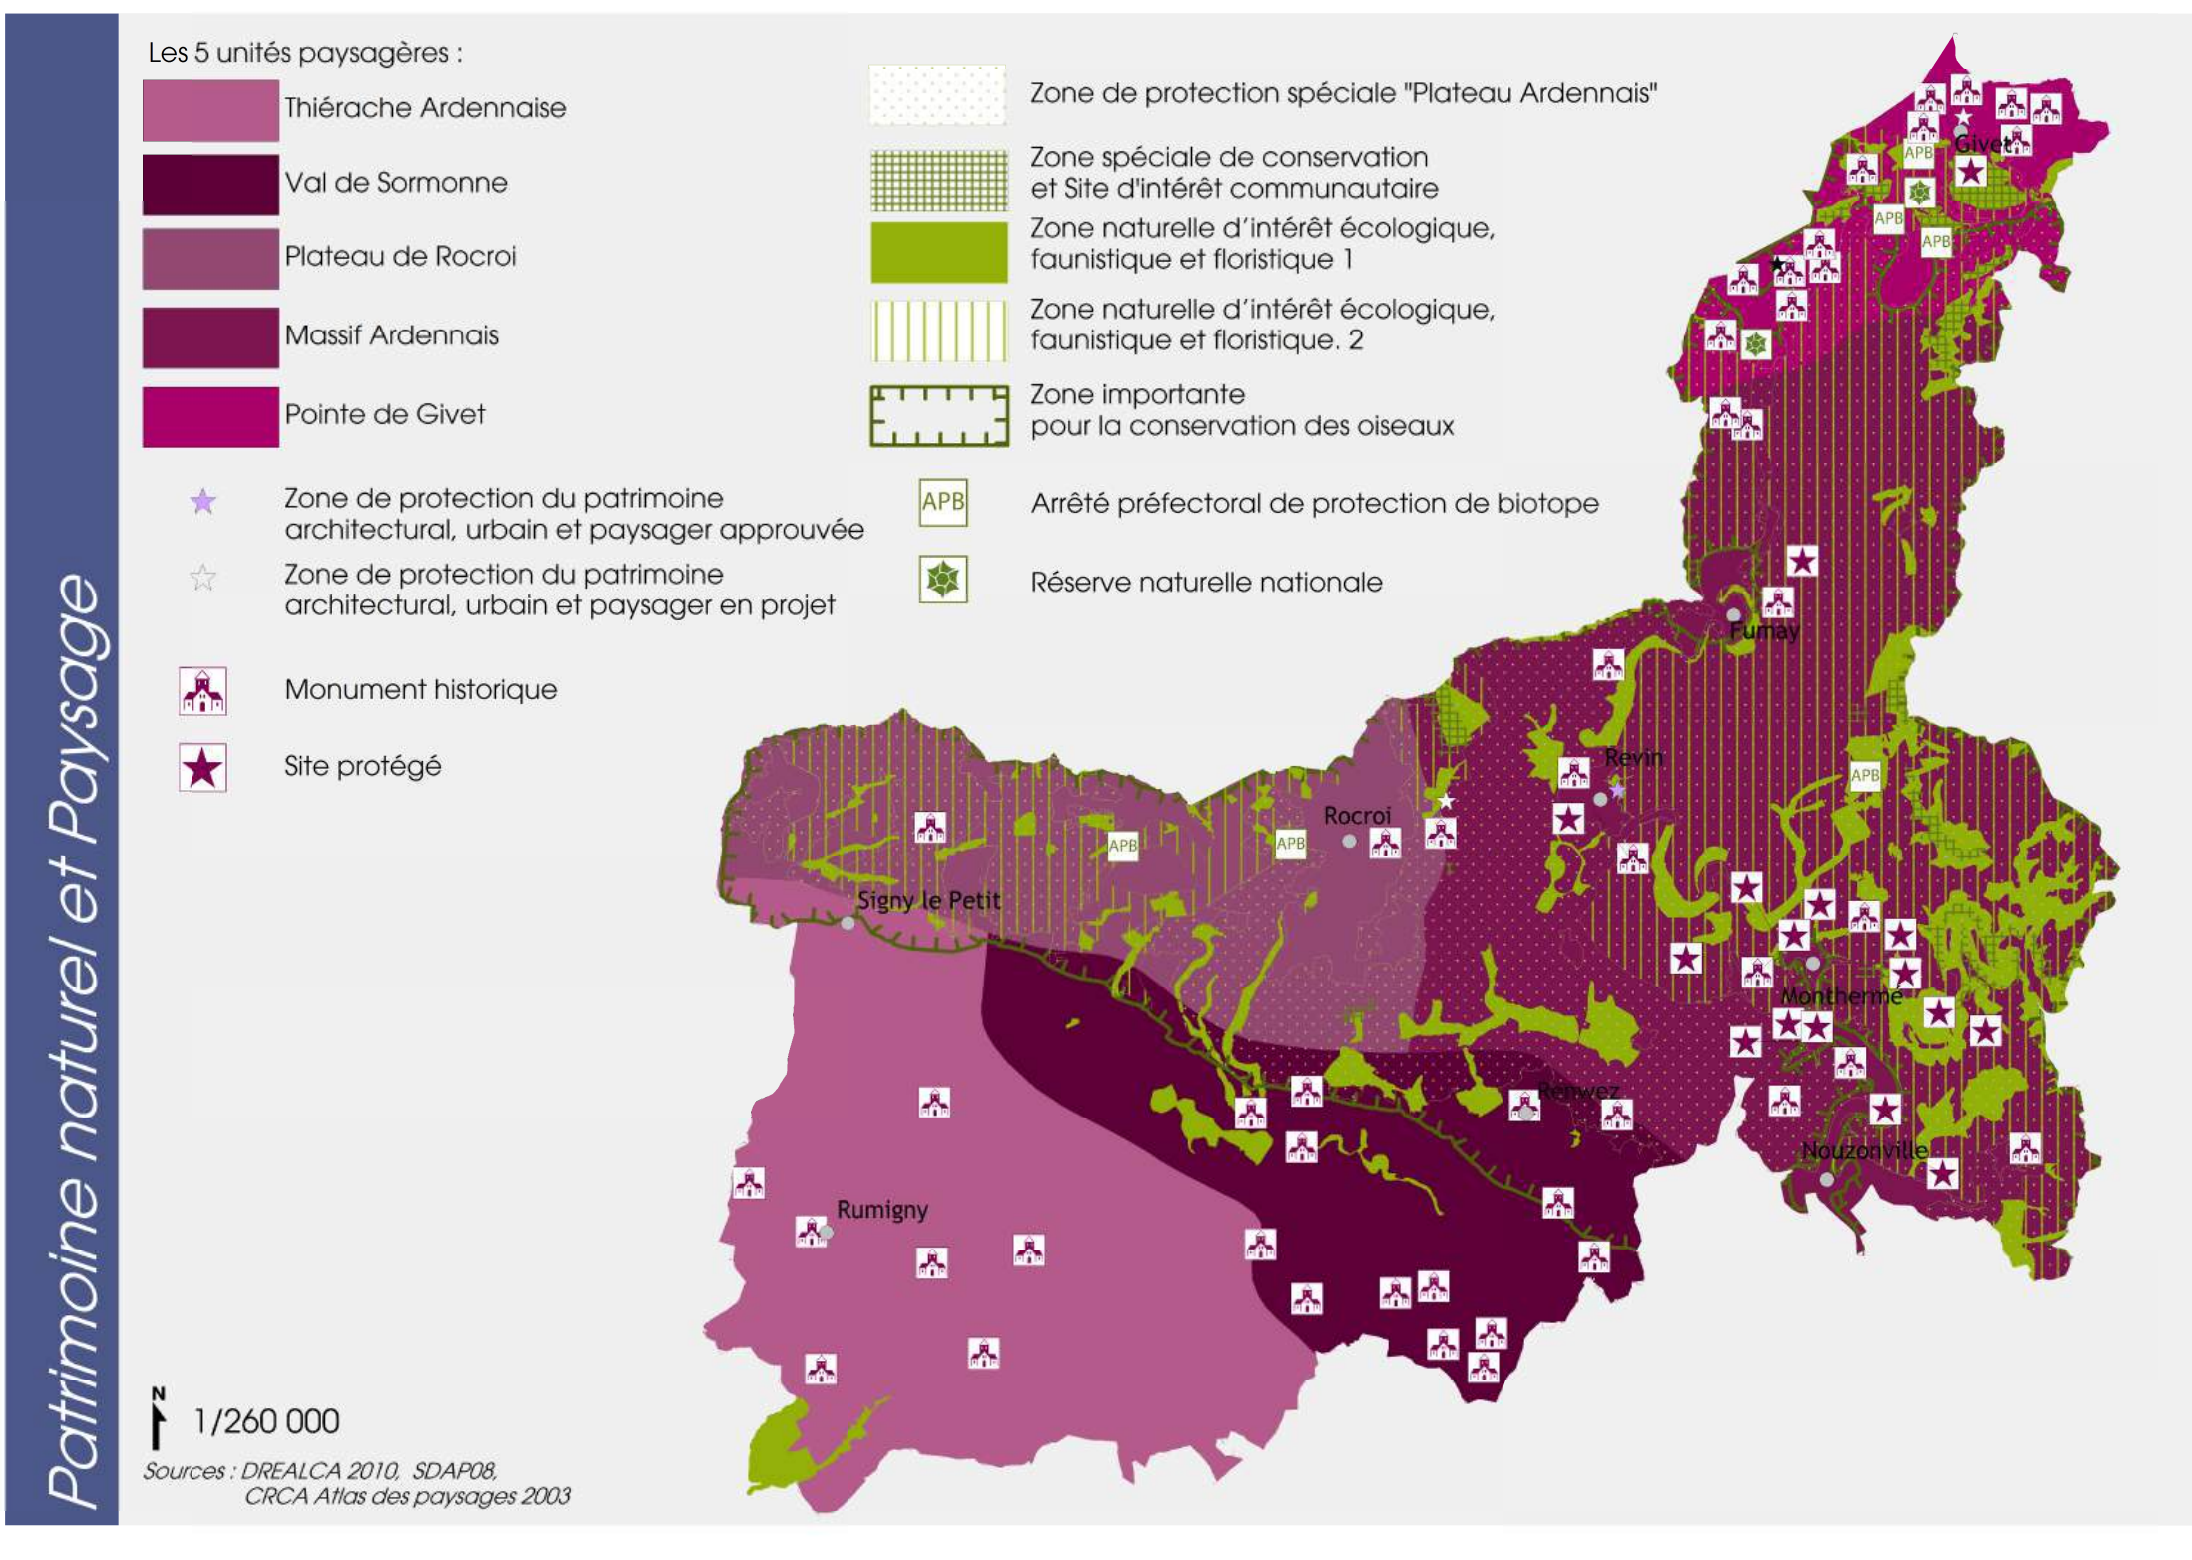 Patrimoine naturel et Paysage
Les 5 unités paysagères :
Thiérache Ardennaise
Val de Sormonne
Plateau de Rocroi
Massif Ardennais
Pointe de Givet
Zone de protection du patrimoine
architectural, urbain et paysager approuvée
Zone de protection du patrimoine
architectural, urbain et paysager en projet
Monument historique
Site protégé
Zone de protection spéciale "Plateau Ardennais"
Zone spéciale de conservation
et Site d'intérêt communautaire
Zone naturelle d'intérêt écologique,
faunistique et floristique 1
Zone naturelle d'intérêt écologique,
faunistique et floristique. 2
Zone importante
pour la conservation des oiseaux
APB
Arrêté préfectoral de protection de biotope
Réserve naturelle nationale
Givet
APB
APB
APB
Fumay
Revin
APB
Rocroi
APB
APB
Signy le Petit
Montherme
Renwez
Nouzonville
Rumigny
N
1/260 000
Sources : DREALCA 2010, SDAP08,
CRCA Atlas des paysages 2003